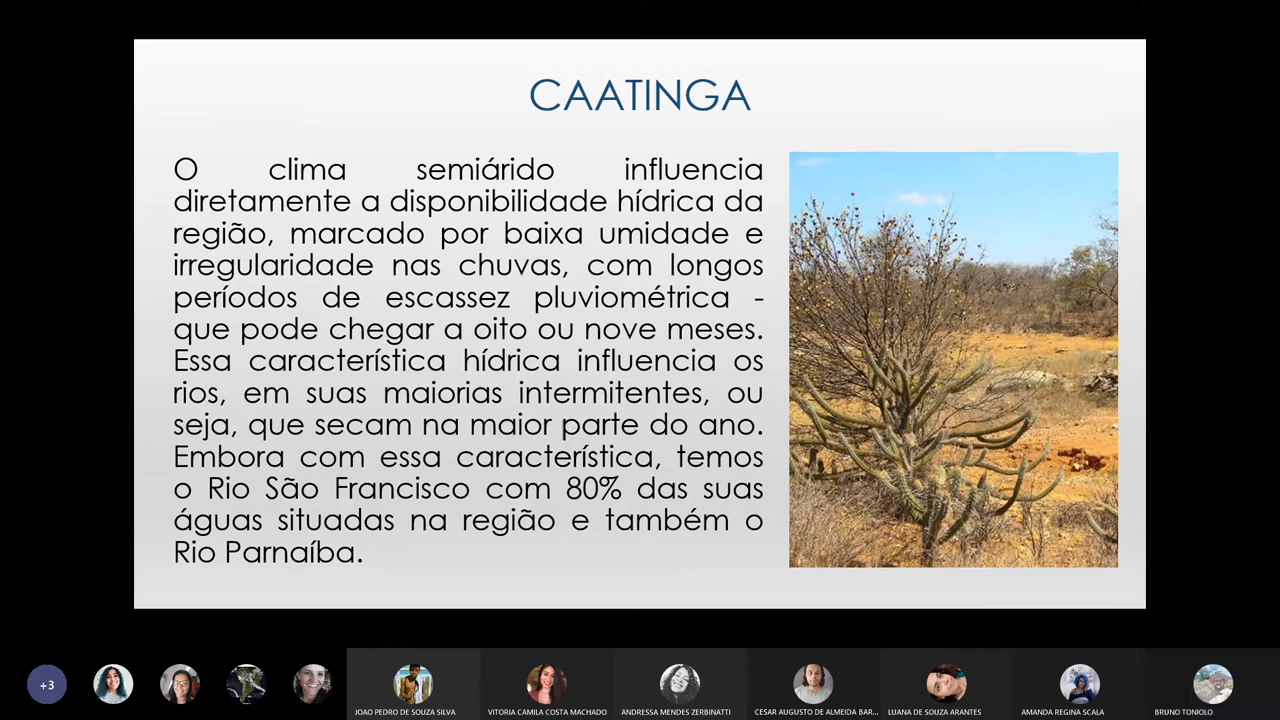 CAATINGA
O clima semiárido influencia
diretamente a disponibilidade hídrica da
região, marcado por baixa umidade e
irregularidade nas chuvas, com longos
períodos de escassez pluviométrica -
que pode chegar a oito ou nove meses.
Essa característica hídrica influencia os
rios, em suas maiorias intermitentes, ou
seja, que secam na maior parte do ano.
Embora com essa característica, temos
o Rio São Francisco com 80% das suas
águas situadas na região e também o
Rio Parnaíba.
+3
JOAO PEDRO DE SOUZA SILVA
VITORIA CAMILA COSTA MACHADO
ANDRESSA MENDES ZERBINATTI
CESAR AUGUSTO DE ALMEIDA BAR...
LUANA DE SOUZA ARANTES
AMANDA REGINA SCALA
BRUNO TONIOLO